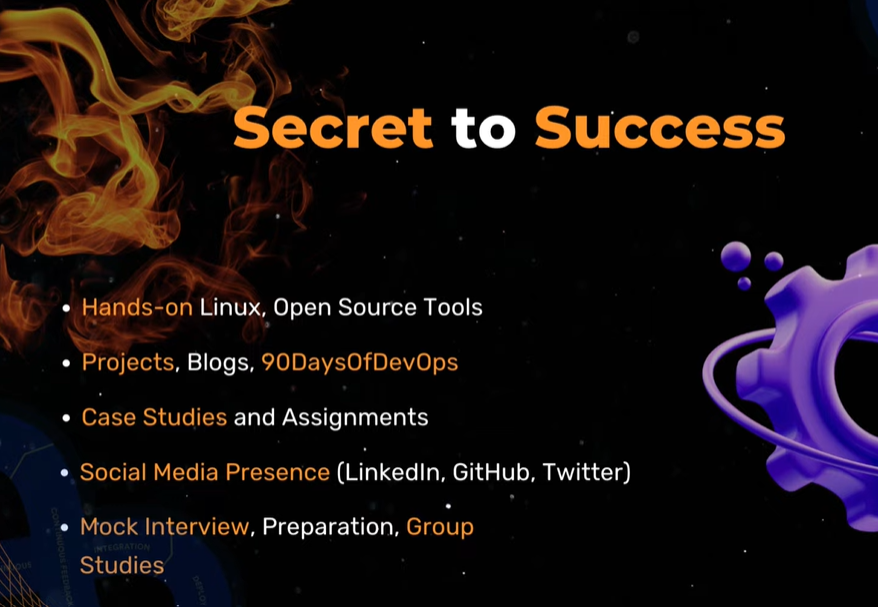 Secret to Success
• Hands-on Linux, Open Source Tools
• Projects, Blogs, 90DaysOfDevOps
• Case Studies and Assignments
• Social Media Presence (LinkedIn, GitHub, Twitter)
• Mock Interview, Preparation, Group
Studies
INTEGRATION